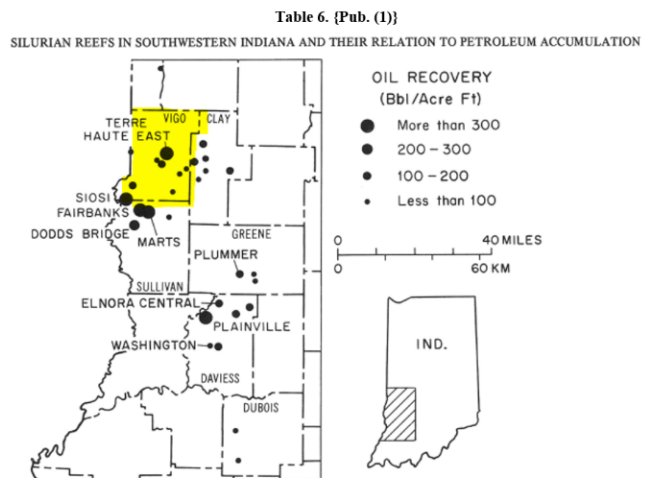 Table 6. {Pub. (1)}
SILURIAN REEFS IN SOUTHWESTERN INDIANA AND THEIR RELATION TO PETROLEUM ACCUMULATION
OIL RECOVERY
(Bbl/Acre Ft)
More than 300
200 – 300
100 – 200
Less than 100
VIGO
CLAY
TERRE
HAUTE EAST
SIOSI
FAIRBANKS
DODDS BRIDGE
MARTS
GREENE
PLUMMER
SULLIVAN
ELNORA CENTRAL
PLAINVILLE
WASHINGTON
DAVIESS
DUBOIS
0 40 MILES
0 60 KM
IND.